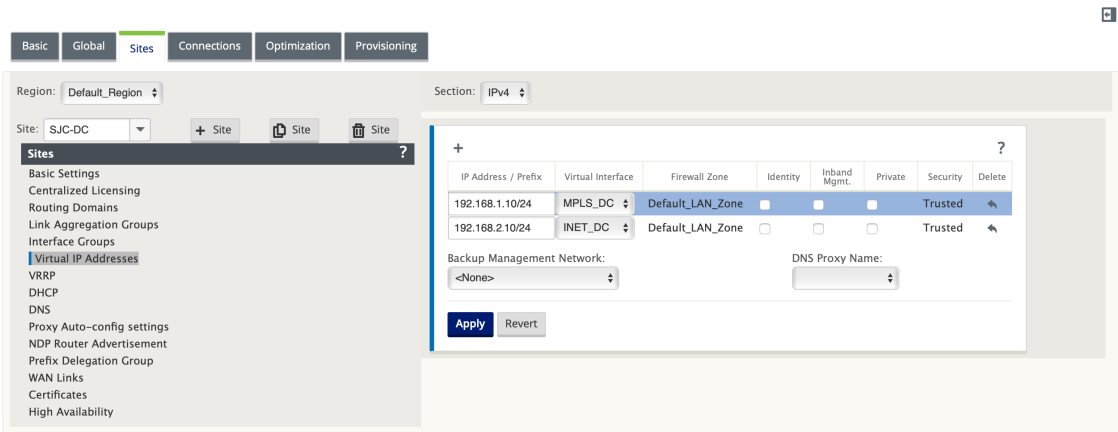 Basic Global Sites Connections Optimization Provisioning
Region: Default_Region
Section: IPv4
Site: SJC-DC + Site Site Site
Sites ?
Basic Settings
Centralized Licensing
Routing Domains
Link Aggregation Groups
Interface Groups
Virtual IP Addresses
VRRP
DHCP
DNS
Proxy Auto-config settings
NDP Router Advertisement
Prefix Delegation Group
WAN Links
Certificates
High Availability
+ ?
IP Address / Prefix Virtual Interface Firewall Zone Identity Inband Mgmt. Private Security Delete
192.168.1.10/24 MPLS_DC Default_LAN_Zone Trusted
192.168.2.10/24 INET_DC Default_LAN_Zone Trusted
Backup Management Network: DNS Proxy Name:
<None>
Apply Revert